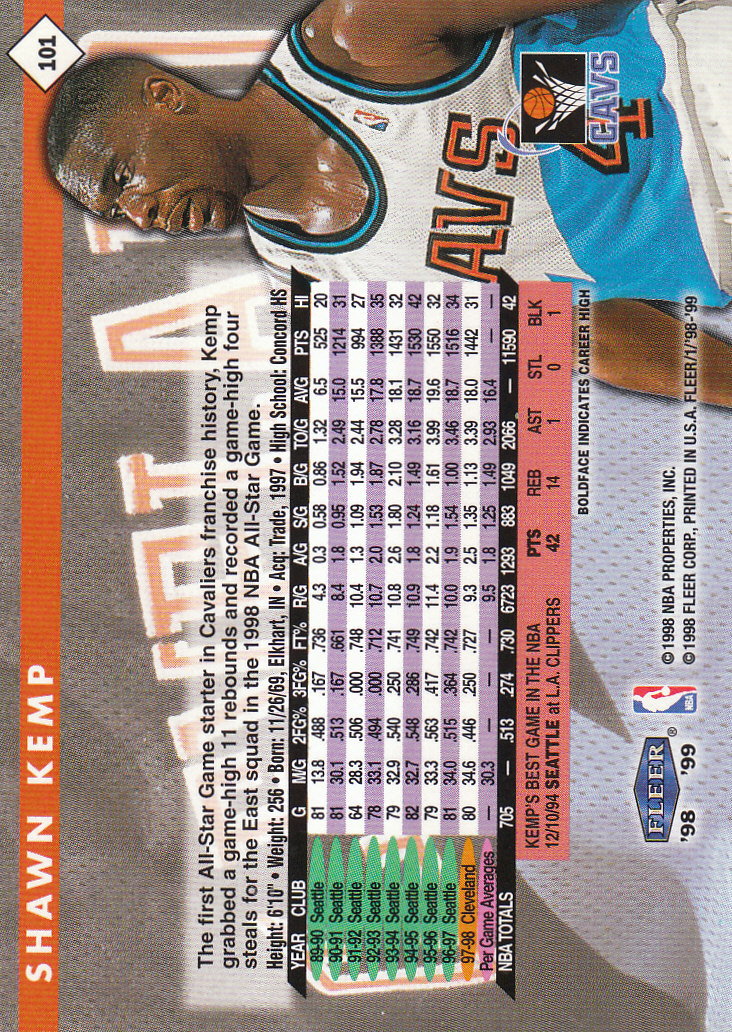 SHAWN KEMP
101
The first All-Star Game starter in Cavaliers franchise history, Kemp
grabbed a game-high 11 rebounds and recorded a game-high four
steals for the East squad in the 1998 NBA All-Star Game.
Height: 6'10" • Weight: 256 • Born: 11/26/69, Elkhart, IN • Acq: Trade, 1997 • High School: Concord HS
YEAR CLUB G M/G 2FG% 3FG% FT% R/G A/G S/G B/G TO/G AVG PTS HI
89-90 Seattle 81 13.8 .488 .167 .736 4.3 0.3 0.58 0.86 1.32 6.5 525 20
90-91 Seattle 81 30.1 .513 .167 .661 8.4 1.8 0.95 1.52 2.49 15.0 1214 31
91-92 Seattle 64 28.3 .506 .000 .748 10.4 1.3 1.09 1.94 2.44 15.5 994 27
92-93 Seattle 78 33.1 .494 .000 .712 10.7 2.0 1.53 1.87 2.78 17.8 1388 35
93-94 Seattle 79 32.9 .540 .250 .741 10.8 2.6 1.80 2.10 3.28 18.1 1431 32
94-95 Seattle 82 32.7 .548 .286 .749 10.9 1.8 1.24 1.49 3.16 18.7 1530 42
95-96 Seattle 79 33.3 .563 .417 .742 11.4 2.2 1.18 1.61 3.99 19.6 1550 32
96-97 Seattle 81 34.0 .515 .364 .742 10.0 1.9 1.54 1.00 3.46 18.7 1516 34
97-98 Cleveland 80 34.6 .446 .250 .727 9.3 2.5 1.35 1.13 3.39 18.0 1442 31
Per Game Averages — 30.3 — — — 9.5 1.8 1.25 1.49 2.93 16.4 — —
NBA TOTALS 705 — .513 .274 .730 6723 1293 883 1049 2066 — 11590 42
KEMP'S BEST GAME IN THE NBA PTS REB AST STL BLK
12/10/94 SEATTLE at L.A. CLIPPERS 42 14 1 0 1
BOLDFACE INDICATES CAREER HIGH
AVS
4
CAVS
FLEER®
'98 '99
NBA
©1998 NBA PROPERTIES, INC.
©1998 FLEER CORP., PRINTED IN U.S.A. FLEER/1/'98-'99